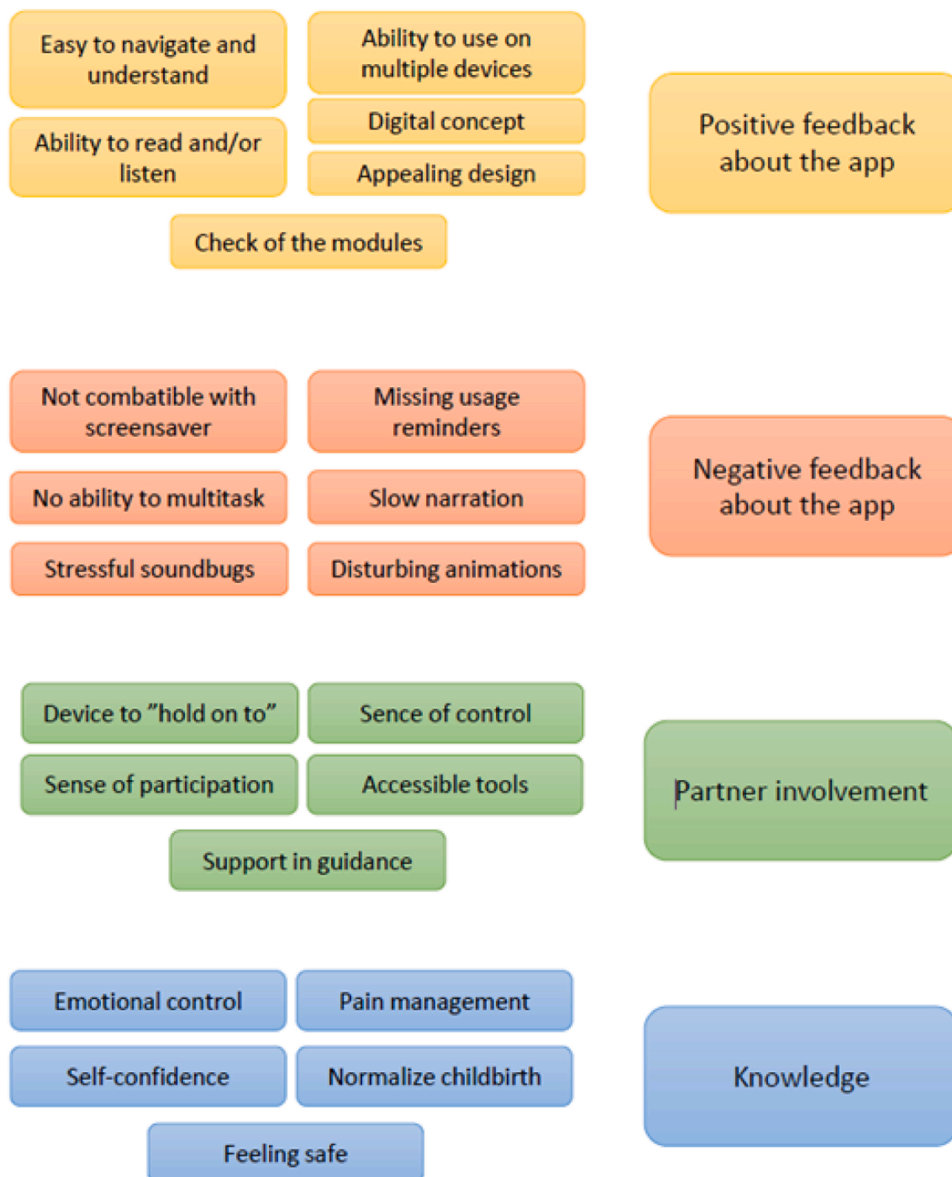 Easy to navigate and
understand
Ability to use on
multiple devices
Ability to read and/or
listen
Digital concept
Appealing design
Check of the modules
Positive feedback
about the app
Not combatible with
screensaver
Missing usage
reminders
No ability to multitask
Slow narration
Stressful soundbugs
Disturbing animations
Negative feedback
about the app
Device to ”hold on to”
Sence of control
Sense of participation
Accessible tools
Support in guidance
Partner involvement
Emotional control
Pain management
Self-confidence
Normalize childbirth
Feeling safe
Knowledge